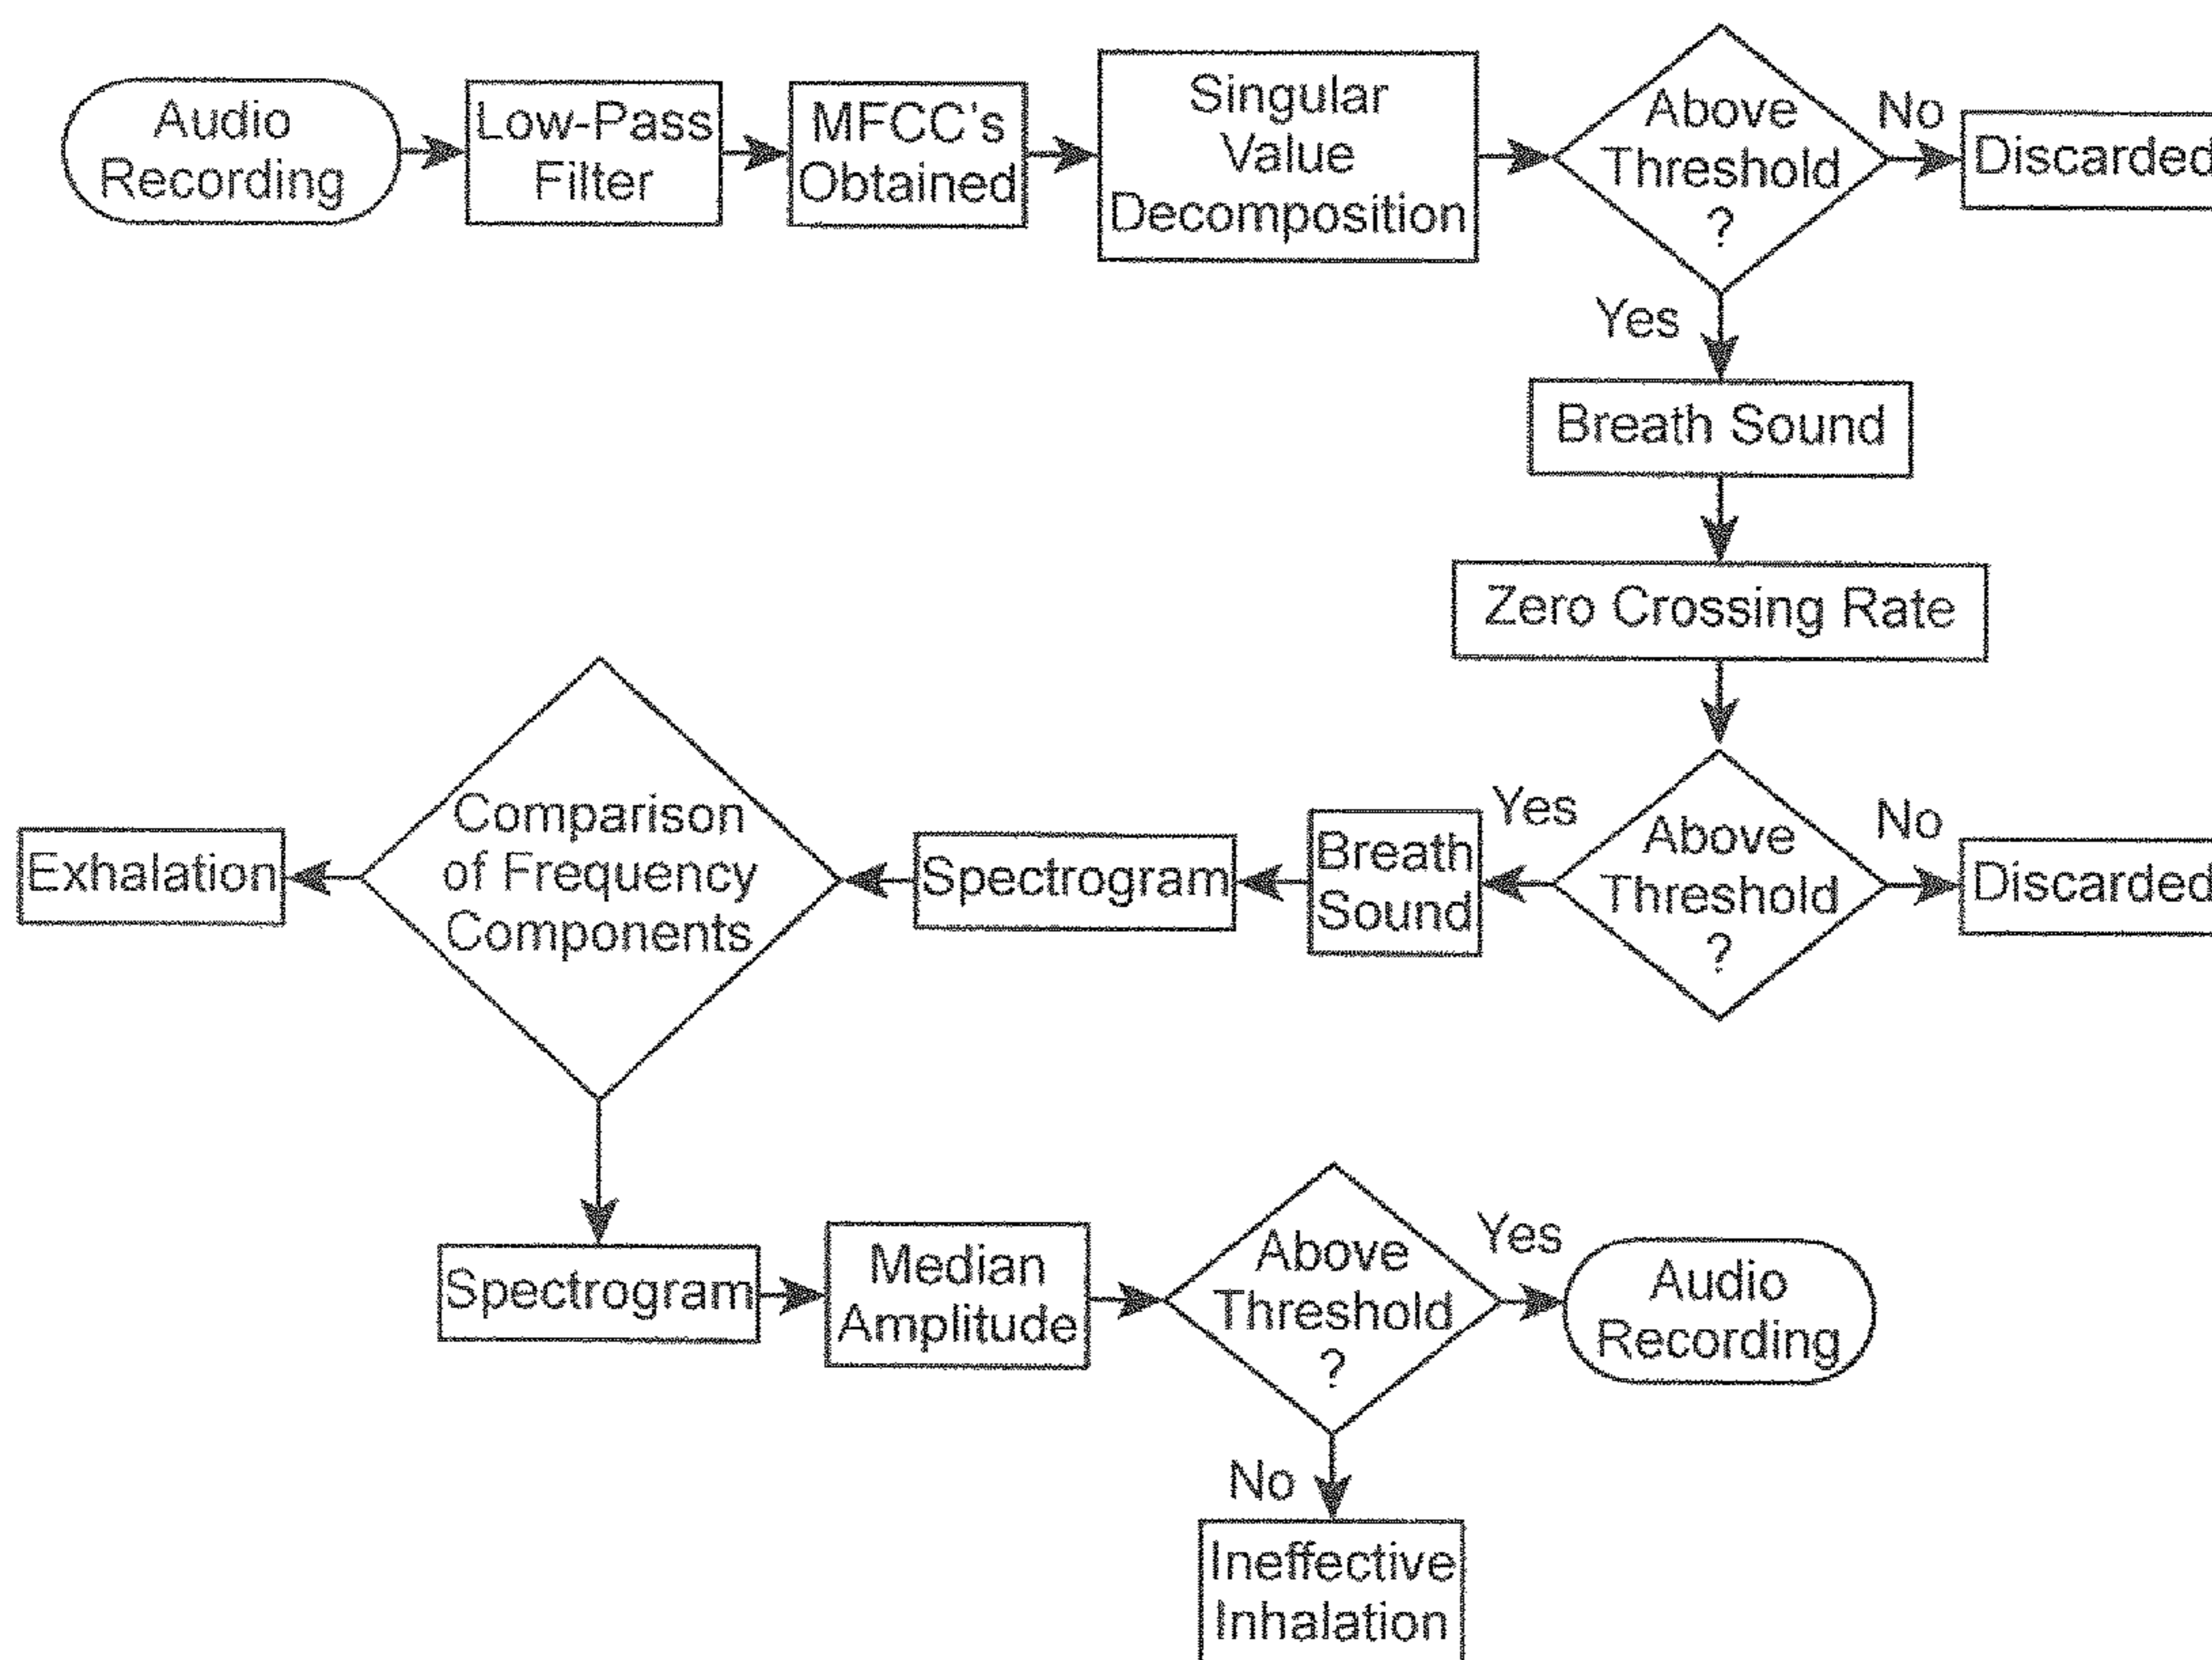 Audio
Recording
Low-Pass
Filter
MFCC's
Obtained
Singular
Value
Decomposition
Above
Threshold
?
No
Discarded
Yes
Breath Sound
Zero Crossing Rate
Above
Threshold
?
No
Discarded
Yes
Breath
Sound
Spectrogram
Comparison
of Frequency
Components
Exhalation
Spectrogram
Median
Amplitude
Above
Threshold
?
Yes
Audio
Recording
No
Ineffective
Inhalation